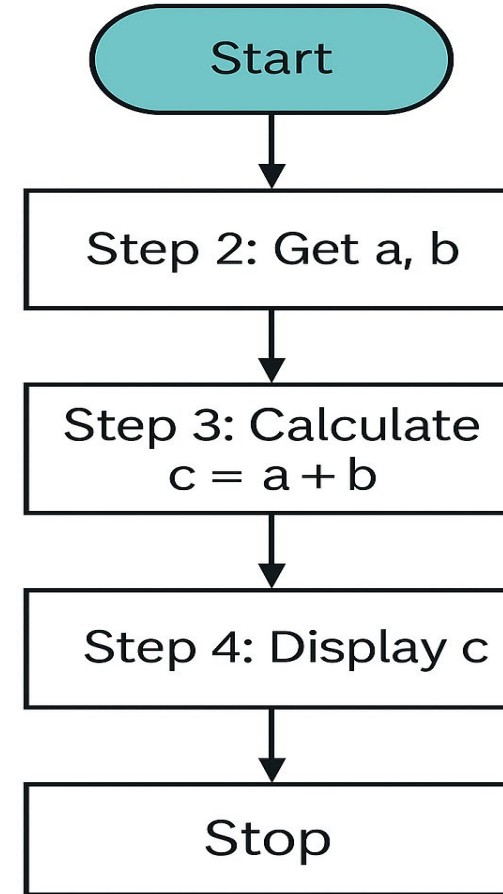 Start
Step 2: Get a, b
Step 3: Calculate
c = a + b
Step 4: Display c
Stop